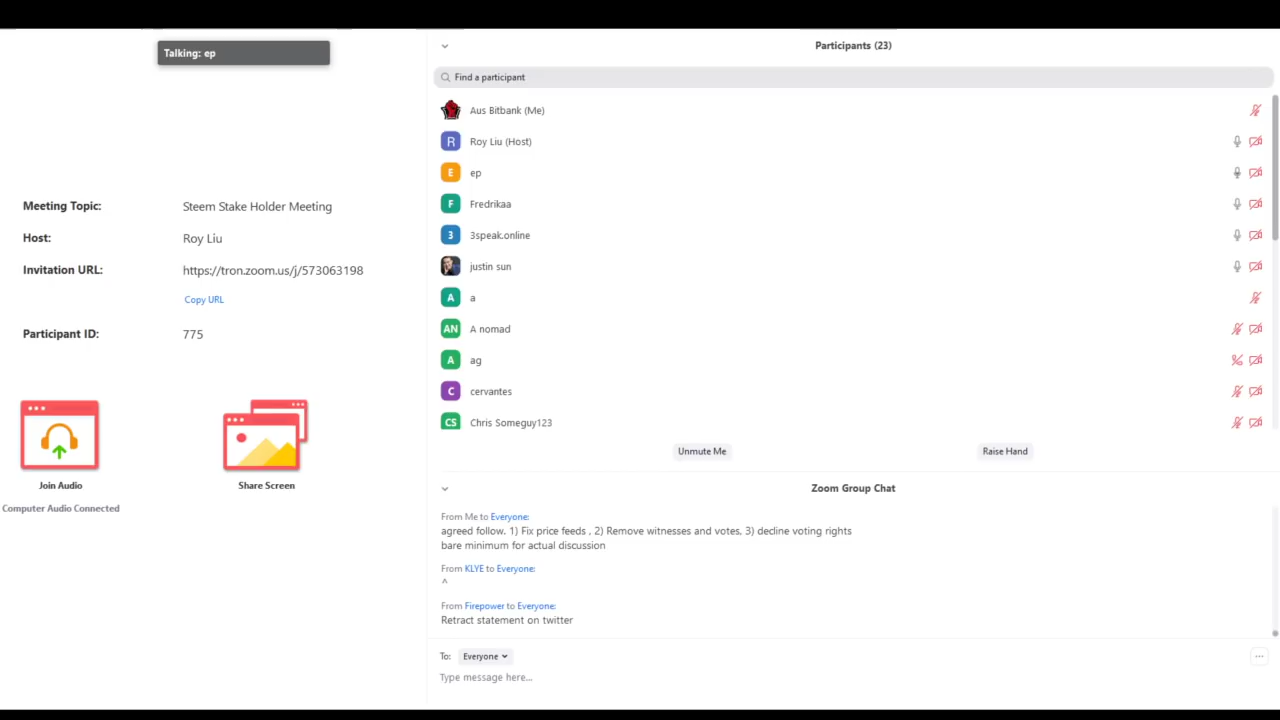 Talking: ep
Meeting Topic: Steem Stake Holder Meeting
Host: Roy Liu
Invitation URL: https://tron.zoom.us/j/573063198
Copy URL
Participant ID: 775
Join Audio
Computer Audio Connected
Share Screen
Participants (23)
Find a participant
Aus Bitbank (Me)
R Roy Liu (Host)
E ep
F Fredrikaa
3 3speak.online
justin sun
A a
AN A nomad
A ag
C cervantes
CS Chris Someguy123
Unmute Me Raise Hand
Zoom Group Chat
From Me to Everyone:
agreed follow. 1) Fix price feeds , 2) Remove witnesses and votes, 3) decline voting rights
bare minimum for actual discussion
From KLYE to Everyone:
^
From Firepower to Everyone:
Retract statement on twitter
To: Everyone
Type message here...